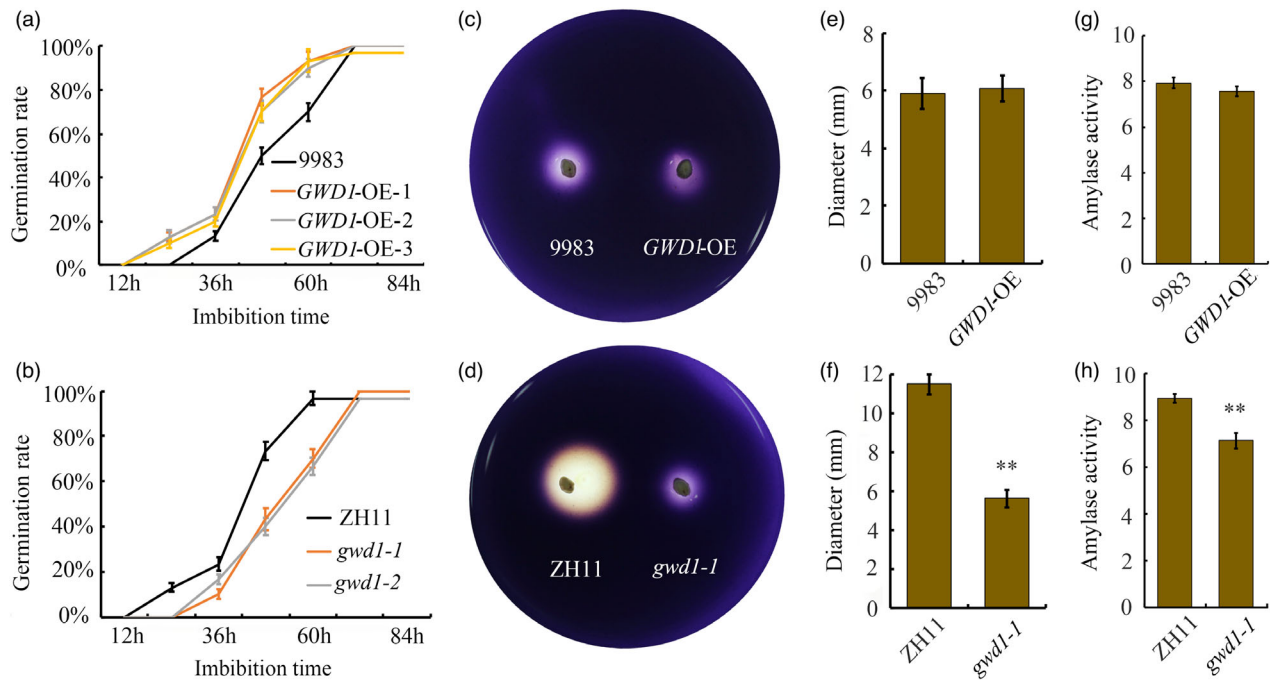 (a)
100%
80%
60%
40%
20%
0%
Germination rate
9983
GWD1-OE-1
GWD1-OE-2
GWD1-OE-3
12h 36h 60h 84h
Imbibition time
(c)
9983 GWD1-OE
(e)
8
6
4
2
0
Diameter (mm)
9983 GWD1-OE
(g)
10
8
6
4
2
0
Amylase activity
9983 GWD1-OE
(b)
100%
80%
60%
40%
20%
0%
Germination rate
ZH11
gwd1-1
gwd1-2
12h 36h 60h 84h
Imbibition time
(d)
ZH11 gwd1-1
(f)
12
12
8
6
4
2
0
Diameter (mm)
**
ZH11 gwd1-1
(h)
10
8
6
4
2
0
Amylase activity
**
ZH11 gwd1-1